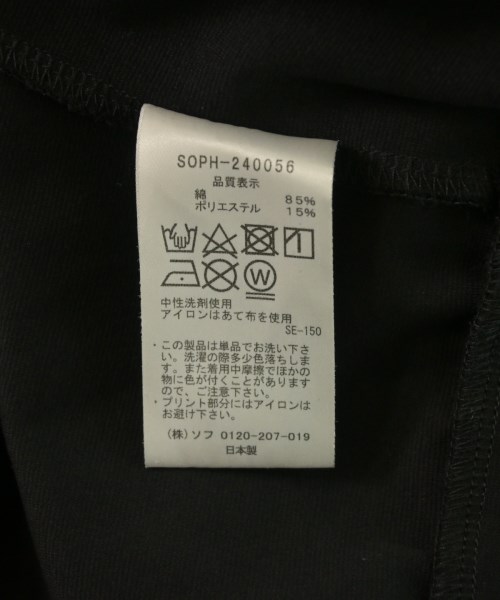 SOPH-240056
品質表示
綿 85%
ポリエステル 15%
W
中性洗剤使用
アイロンはあて布を使用
SE-150
・この製品は単品でお洗い下さ
い。洗濯の際多少色落ちしま
す。また着用中摩擦でほかの
物に色が付くことがあります
ので、ご注意下さい。
・プリント部分にはアイロンは
お避け下さい。
(株)ソフ 0120-207-019
日本製